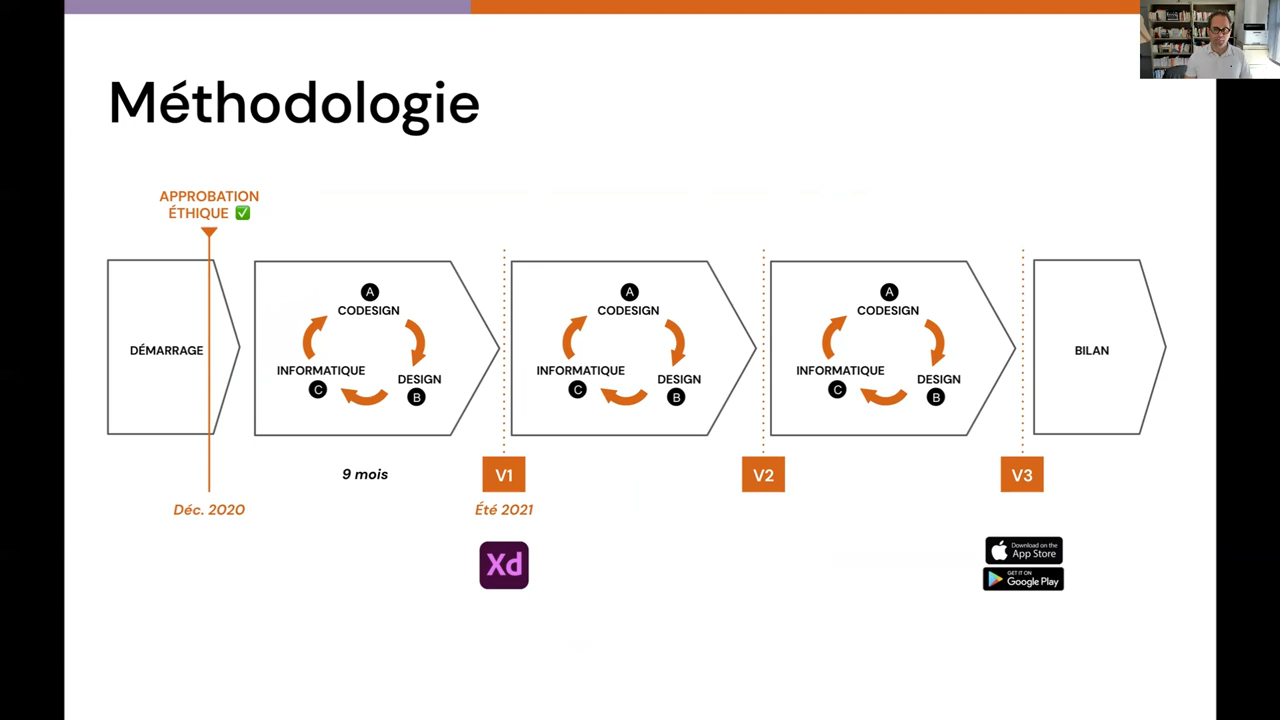 Méthodologie
APPROBATION
ÉTHIQUE ✅
DÉMARRAGE
A
CODESIGN
INFORMATIQUE
C
DESIGN
B
A
CODESIGN
INFORMATIQUE
C
DESIGN
B
A
CODESIGN
INFORMATIQUE
C
DESIGN
B
BILAN
9 mois
V1
V2
V3
Déc. 2020
Été 2021
Xd
Download on the
App Store
GET IT ON
Google Play